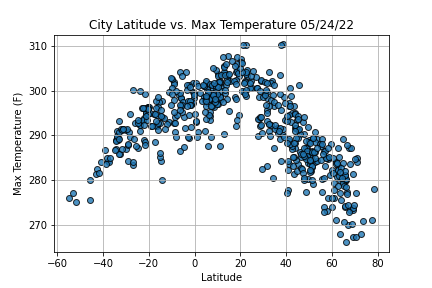 City Latitude vs. Max Temperature 05/24/22
310
300
290
280
270
Max Temperature (F)
−60 −40 −20 0 20 40 60 80
Latitude